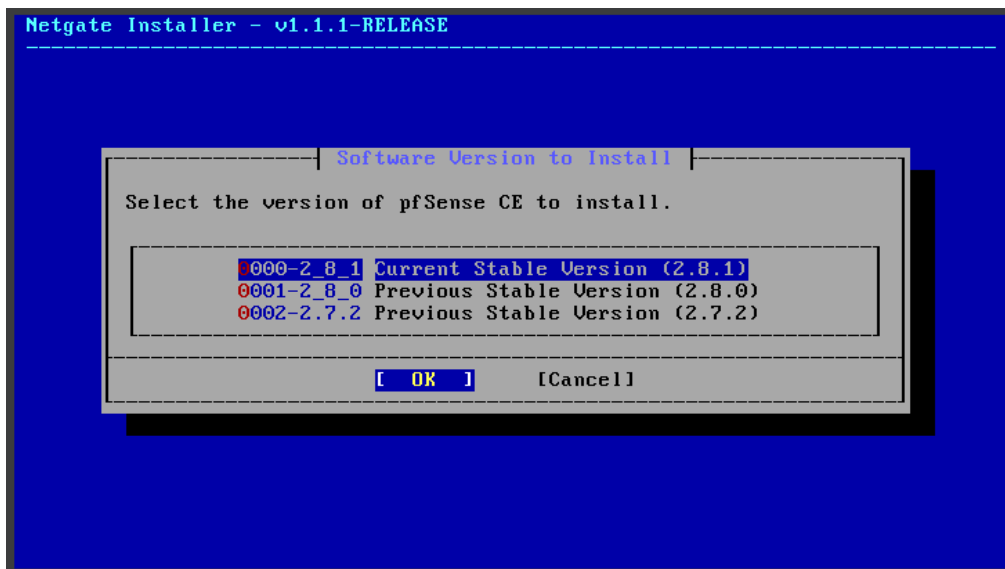 Netgate Installer - v1.1.1-RELEASE
Software Version to Install
Select the version of pfSense CE to install.
0000-2_8_1 Current Stable Version (2.8.1)
0001-2_8_0 Previous Stable Version (2.8.0)
0002-2.7.2 Previous Stable Version (2.7.2)
[ OK ] [Cancel]